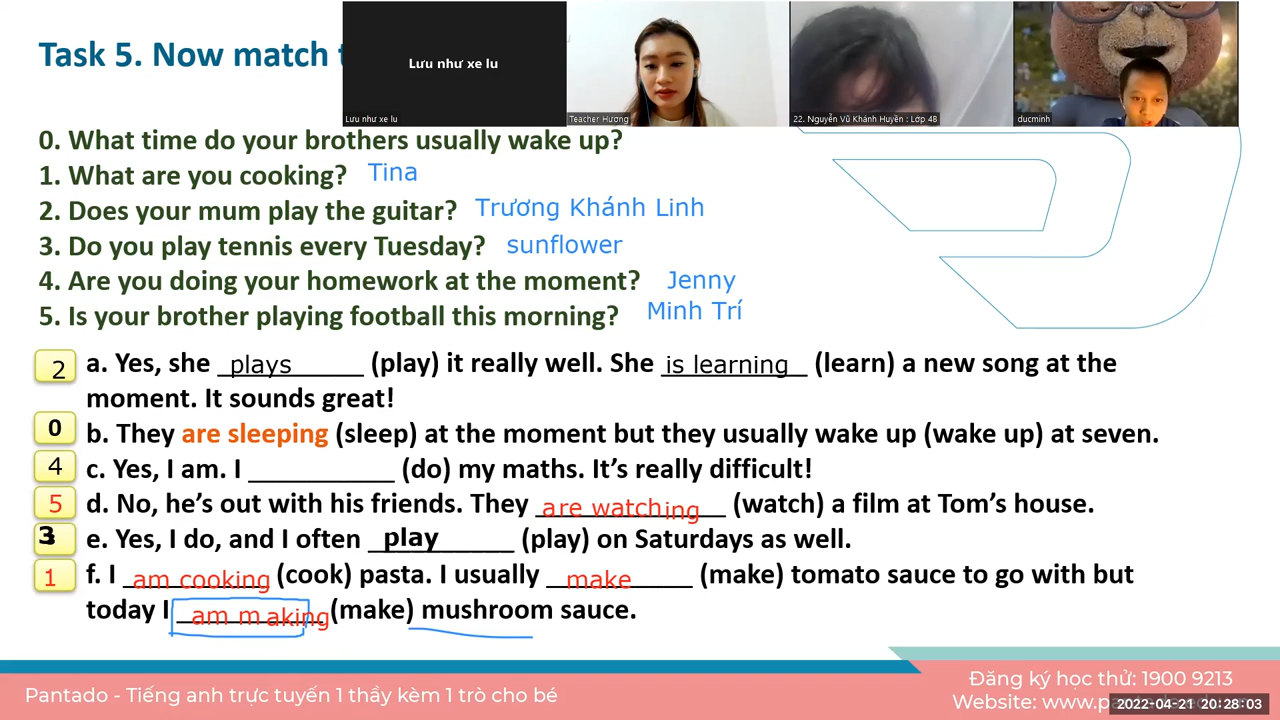 Task 5. Now match
Lưu như xe lu
Lưu như xe lu
Teacher Hương
22. Nguyễn Vũ Khánh Huyền : Lớp 4B
ducminh
0. What time do your brothers usually wake up?
1. What are you cooking? Tina
2. Does your mum play the guitar? Trương Khánh Linh
3. Do you play tennis every Tuesday? sunflower
4. Are you doing your homework at the moment? Jenny
5. Is your brother playing football this morning? Minh Trí
2 a. Yes, she plays (play) it really well. She is learning (learn) a new song at the
moment. It sounds great!
0 b. They are sleeping (sleep) at the moment but they usually wake up (wake up) at seven.
4 c. Yes, I am. I __________ (do) my maths. It’s really difficult!
5 d. No, he’s out with his friends. They are watching (watch) a film at Tom’s house.
3 e. Yes, I do, and I often play (play) on Saturdays as well.
1 f. I am cooking (cook) pasta. I usually make (make) tomato sauce to go with but
today I am making (make) mushroom sauce.
Pantado - Tiếng anh trực tuyến 1 thầy kèm 1 trò cho bé
Đăng ký học thử: 1900 9213
Website: www.p
2022-04-21 20:28:03